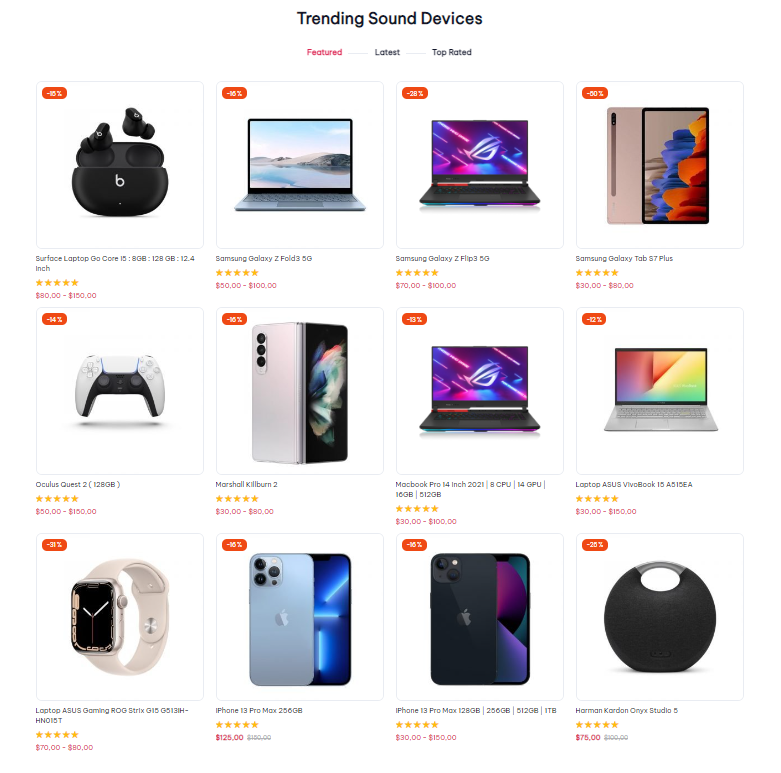 Trending Sound Devices
Featured
Latest
Top Rated
-15%
-16%
-28%
-50%
Surface Laptop Go Core i5 : 8GB : 128 GB : 12.4
Inch
Samsung Galaxy Z Fold3 5G
Samsung Galaxy Z Flip3 5G
Samsung Galaxy Tab S7 Plus
$80,00 - $150,00
$50,00 - $100,00
$70,00 - $100,00
$30,00 - $80,00
-14%
-16%
-13%
-12%
Oculus Quest 2 ( 128GB )
Marshall Killburn 2
Macbook Pro 14 Inch 2021 | 8 CPU | 14 GPU |
16GB | 512GB
Laptop ASUS VivoBook 15 A515EA
$50,00 - $150,00
$30,00 - $80,00
$30,00 - $100,00
$30,00 - $150,00
-31%
-16%
-16%
-25%
Laptop ASUS Gaming ROG Strix G15 G513IH-
HN015T
iPhone 13 Pro Max 256GB
iPhone 13 Pro Max 128GB | 256GB | 512GB | 1TB
Harman Kardon Onyx Studio 5
$70,00 - $80,00
$125,00 $150,00
$30,00 - $150,00
$75,00 $100,00